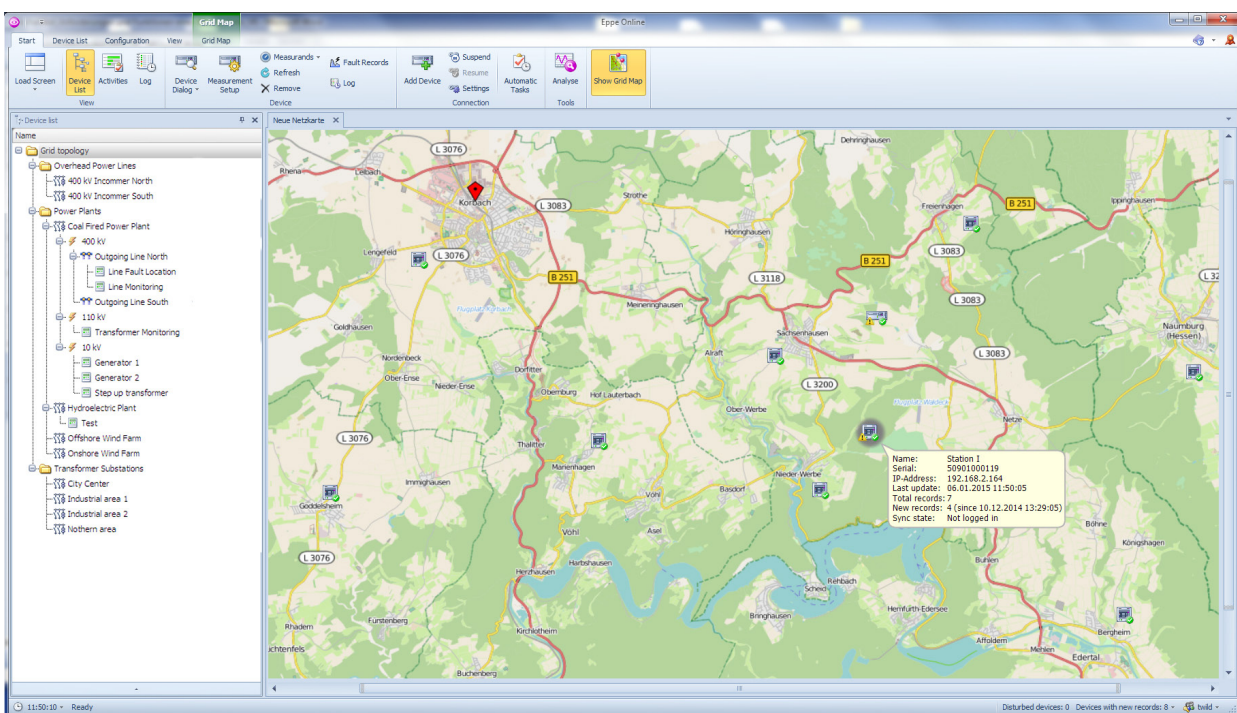 Grid Map
Eppe Online
Start Device List Configuration View Grid Map
Load Screen
Device List
Activities
Log
View
Device Dialog
Measurement Setup
Measurands
Refresh
Remove
Fault Records
Log
Device
Add Device
Suspend
Resume
Settings
Automatic Tasks
Connection
Analyse
Tools
Show Grid Map
Device list
Neue Netzkarte
Name
Grid topology
Overhead Power Lines
400 kV Incommer North
400 kV Incommer South
Power Plants
Coal Fired Power Plant
400 kV
Outgoing Line North
Line Fault Location
Line Monitoring
Outgoing Line South
110 kV
Transformer Monitoring
10 kV
Generator 1
Generator 2
Step up transformer
Hydroelectric Plant
Test
Offshore Wind Farm
Onshore Wind Farm
Transformer Substations
City Center
Industrial area 1
Industrial area 2
Nothern area
Dehringhausen
L 3076
Rhena
Lelbach
Korbach
Strothe
L 3083
Freienhagen
B 251
Ippinghausen
Höringhausen
Lengefeld
L 3076
L 3083
B 251
B 251
L 3118
L 32
L 3083
Flugplatz Korbach
Meineringhausen
Goldhausen
Sachsenhausen
Naumburg
(Hessen)
Nordenbeck
Alraft
L 3083
Dorfitter
Ober-Ense
Nieder-Ense
L 3200
Obernburg
Hof Lauterbach
Flugplatz Waldeck
Ober-Werbe
Netze
L 3076
Thalitter
Marienhagen
Nieder-Werbe
Immighausen
Basdorf
Vöhl
Goddelsheim
Name: Station I
Serial: 50901000119
IP-Address: 192.168.2.164
Last update: 06.01.2015 11:50:05
Total records: 7
New records: 4 (since 10.12.2014 13:29:05)
Sync state: Not logged in
Böhne
Vöhl
Asel
Königshagen
L 3076
Buhlen
Herzhausen
Harbshausen
Rehbach
Scheid
Hemfurth-Edersee
Bringhausen
Fürstenberg
Rhadern
Kirchlotheim
Bergheim
Affoldern
Mehlen
Edertal
chtenfels
Buchenberg
11:50:10 Ready
Disturbed devices: 0 Devices with new records: 8 twild